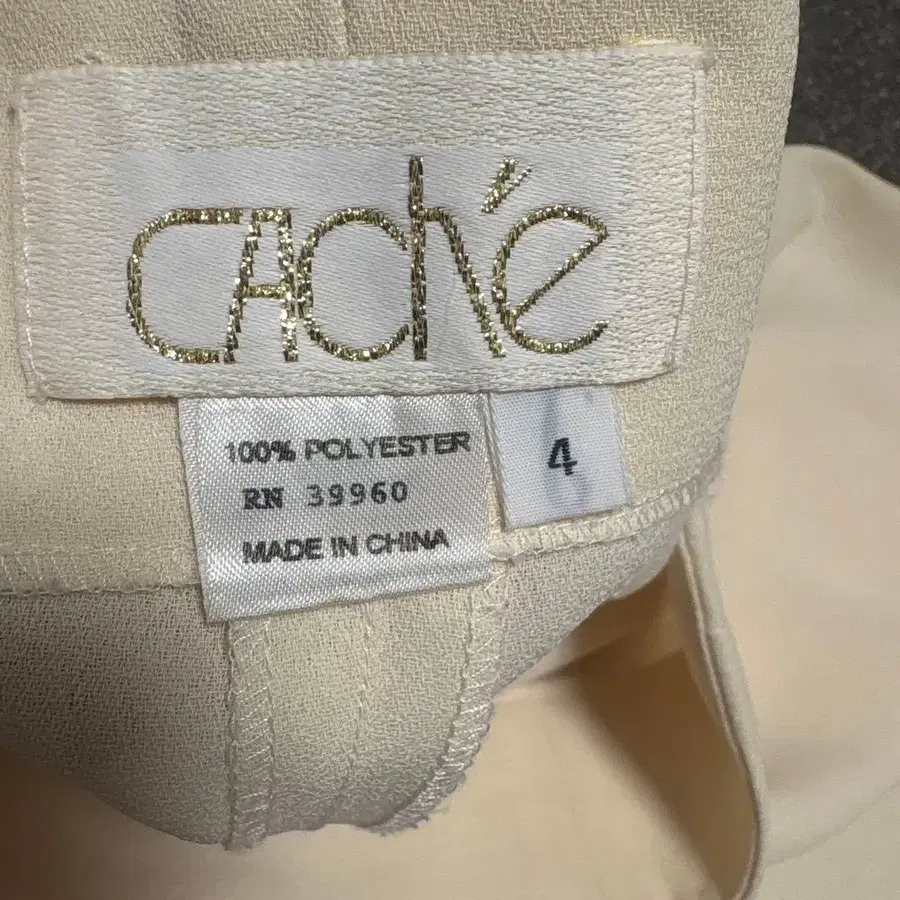 CAché
100% POLYESTER
RN 39960
MADE IN CHINA
4